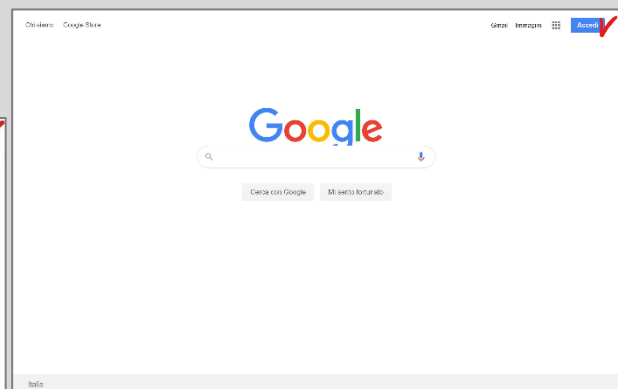 Chi siamo Google Store
Gmail Immagini Accedi
Google
Cerca con Google Mi sento fortunato
Italia